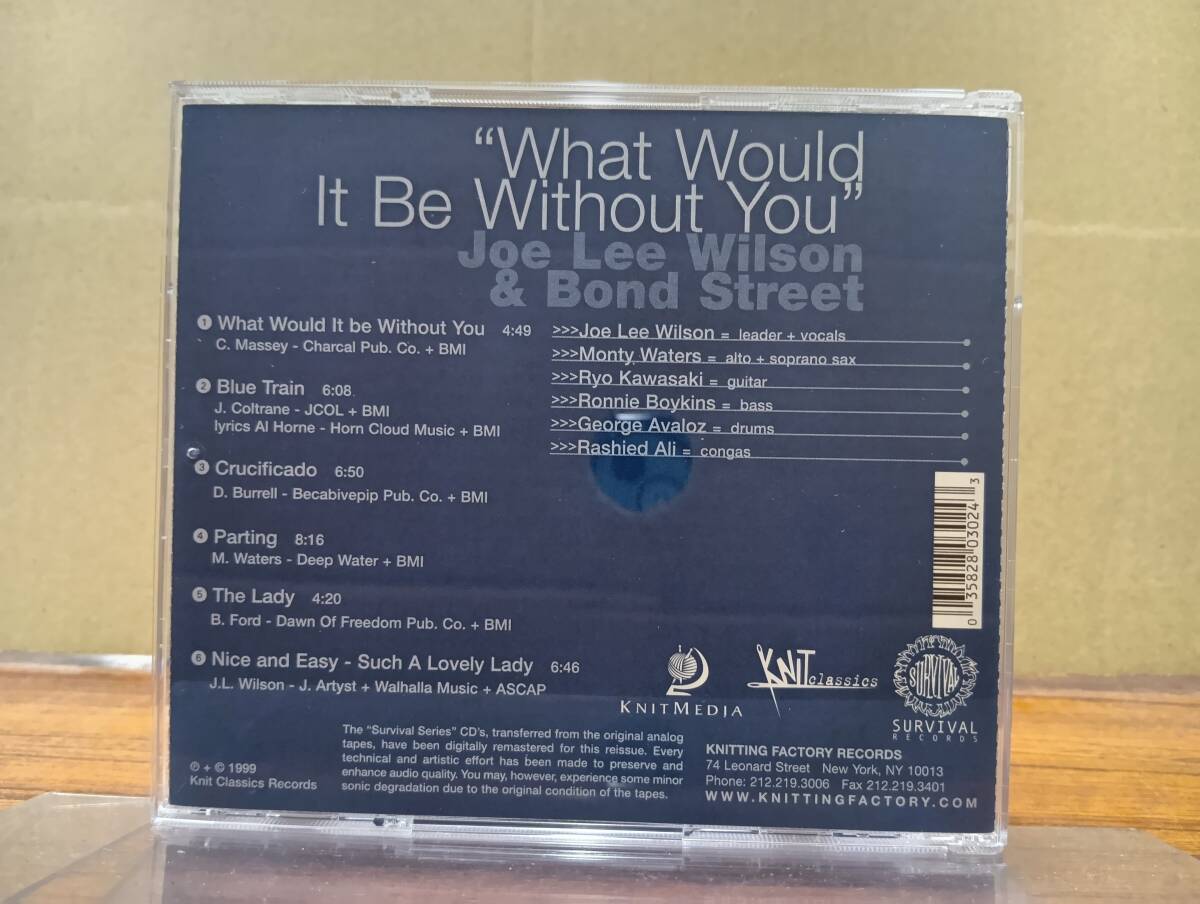 “What Would
It Be Without You”
Joe Lee Wilson
& Bond Street
1 What Would It be Without You 4:49
C. Massey - Charcal Pub. Co. + BMI
2 Blue Train 6:08
J. Coltrane - JCOL + BMI
lyrics Al Horne - Horn Cloud Music + BMI
3 Crucificado 6:50
D. Burrell - Becabivepip Pub. Co. + BMI
4 Parting 8:16
M. Waters - Deep Water + BMI
5 The Lady 4:20
B. Ford - Dawn Of Freedom Pub. Co. + BMI
6 Nice and Easy - Such A Lovely Lady 6:46
J.L. Wilson - J. Artyst + Walhalla Music + ASCAP
>>>Joe Lee Wilson = leader + vocals
>>>Monty Waters = alto + soprano sax
>>>Ryo Kawasaki = guitar
>>>Ronnie Boykins = bass
>>>George Avaloz = drums
>>>Rashied Ali = congas
0 35828 03024 3
KNITMEDIA
KNIT classics
SURVIVAL
SURVIVAL
RECORDS
℗ + © 1999
Knit Classics Records
The “Survival Series” CD's, transferred from the original analog
tapes, have been digitally remastered for this reissue. Every
technical and artistic effort has been made to preserve and
enhance audio quality. You may, however, experience some minor
sonic degradation due to the original condition of the tapes.
KNITTING FACTORY RECORDS
74 Leonard Street New York, NY 10013
Phone: 212.219.3006 Fax 212.219.3401
WWW.KNITTINGFACTORY.COM